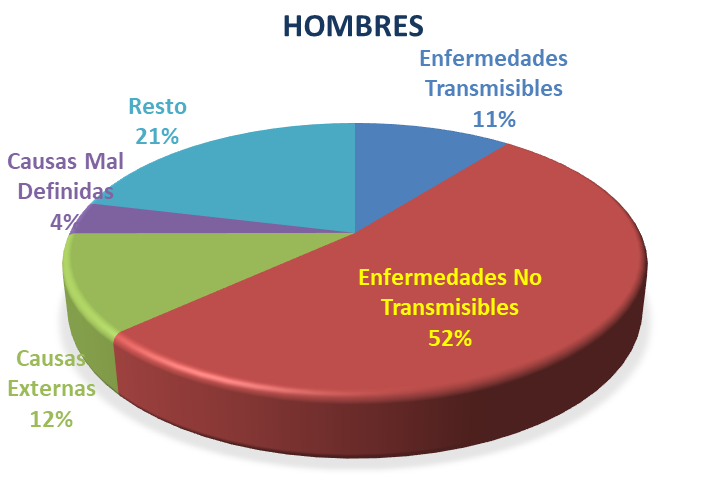 HOMBRES
Enfermedades
Transmisibles
11%
Enfermedades No
Transmisibles
52%
Causas
Externas
12%
Causas Mal
Definidas
4%
Resto
21%